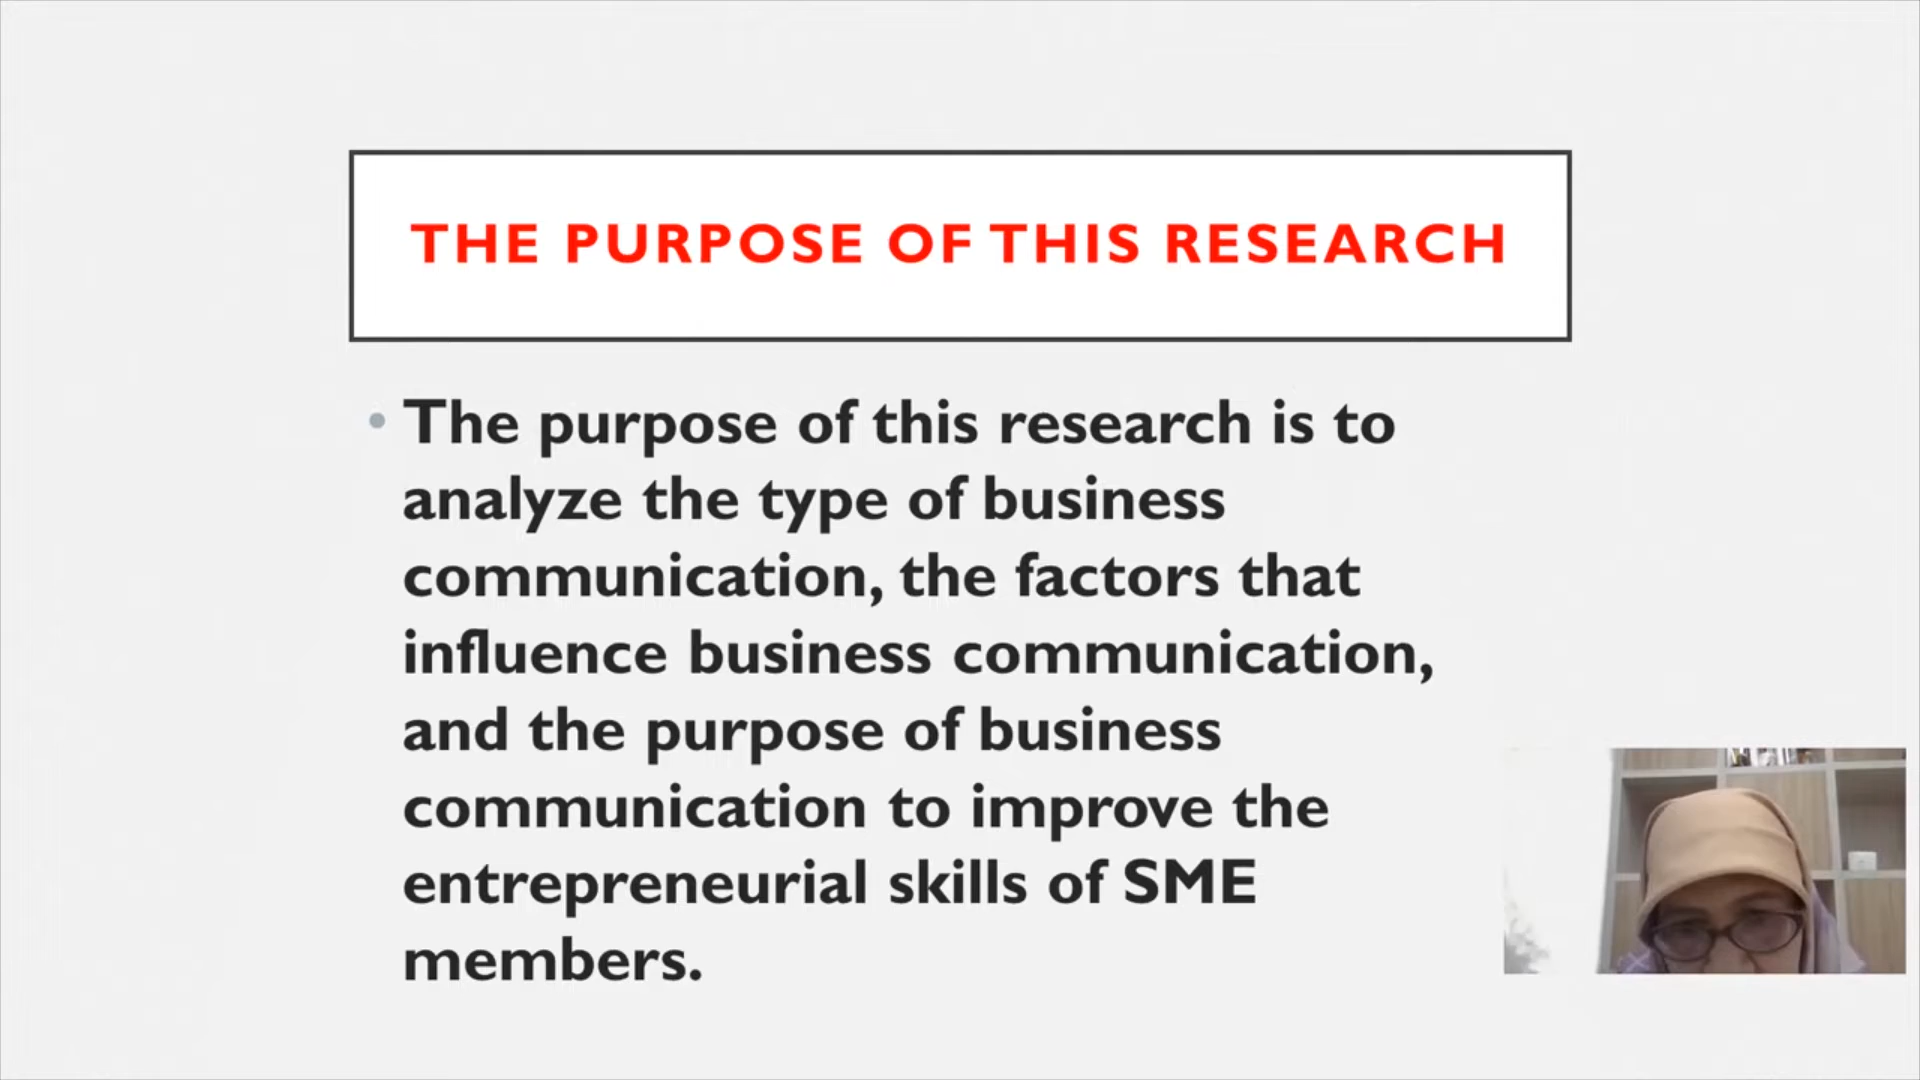 THE PURPOSE OF THIS RESEARCH
• The purpose of this research is to
analyze the type of business
communication, the factors that
influence business communication,
and the purpose of business
communication to improve the
entrepreneurial skills of SME
members.